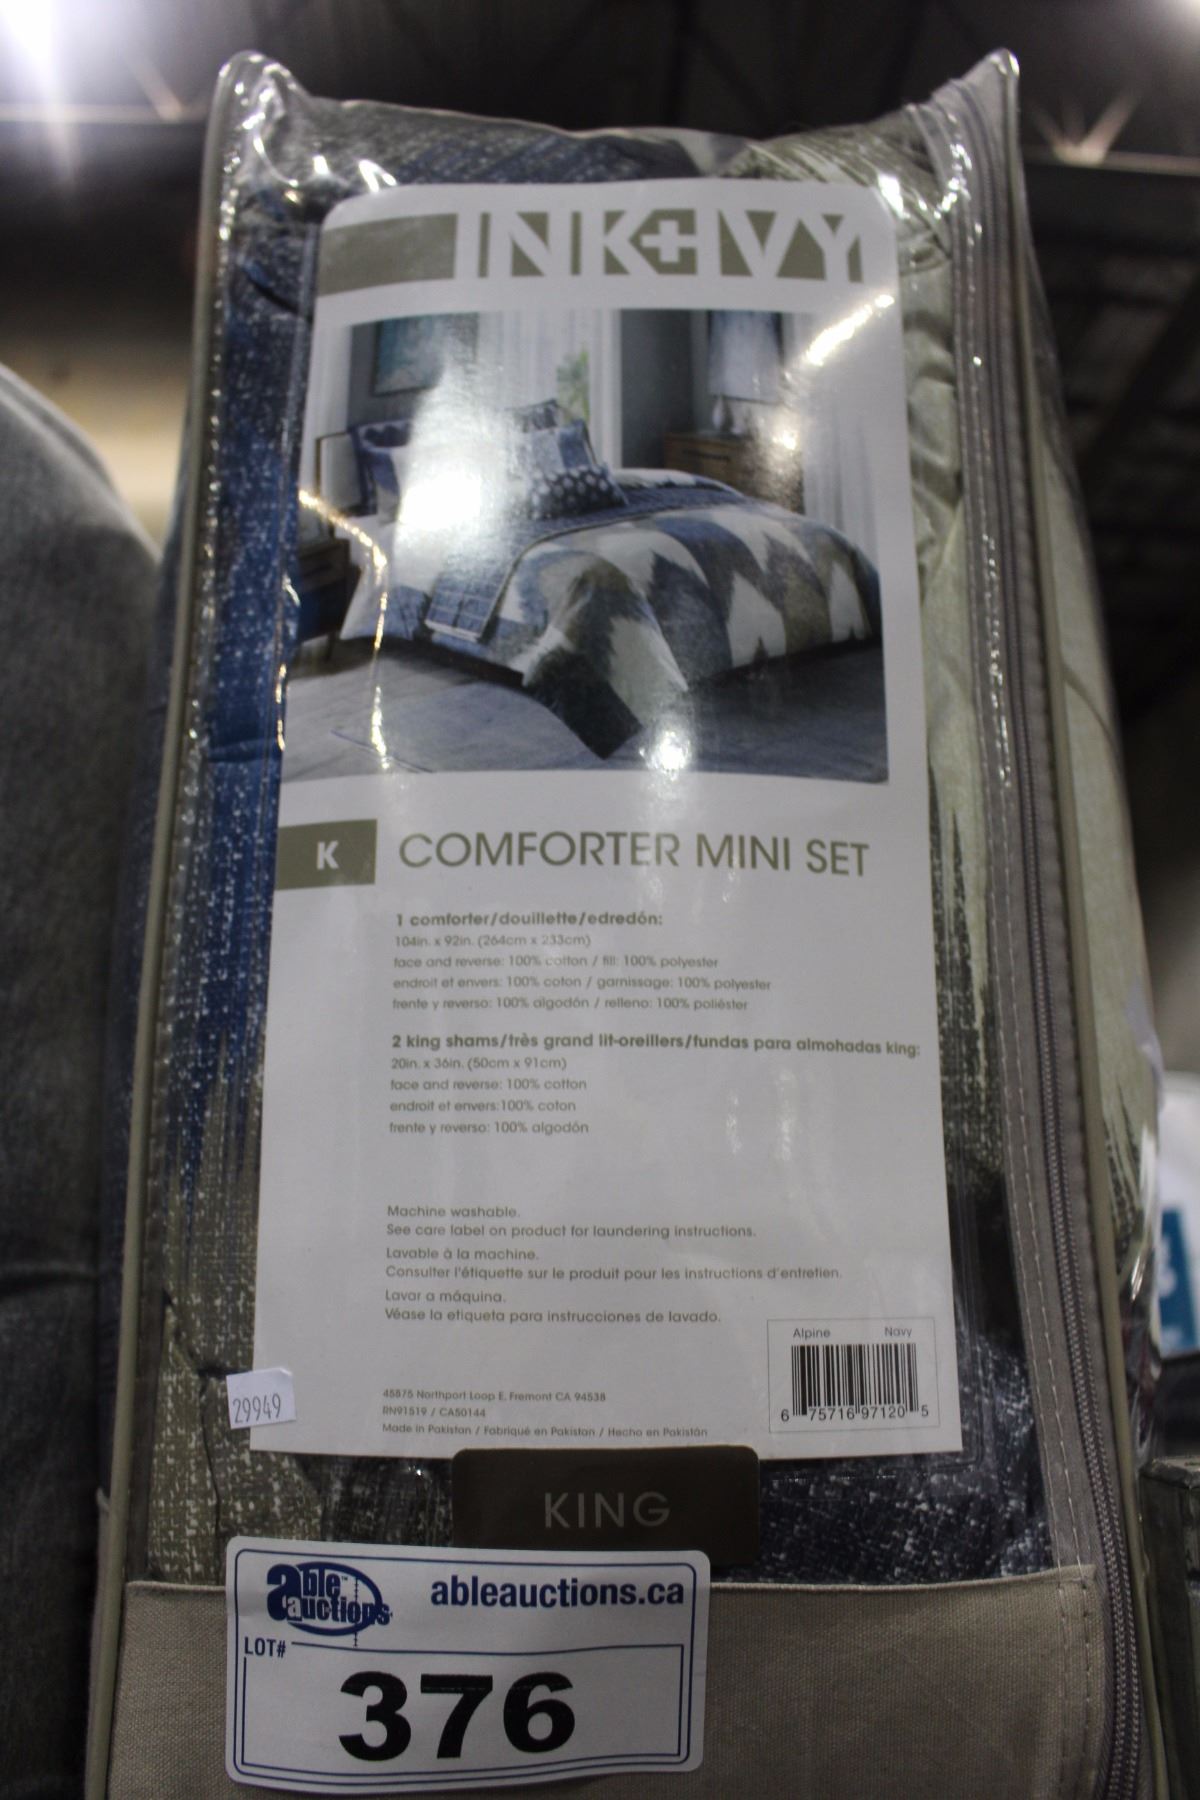 INK+IVY
K COMFORTER MINI SET
1 comforter/douillette/edredón:
104in. x 92in. (264cm x 233cm)
face and reverse: 100% cotton / fill: 100% polyester
endroit et envers: 100% coton / garnissage: 100% polyester
frente y reverso: 100% algodón / relleno: 100% poliéster
2 king shams/très grand lit-oreillers/fundas para almohadas king:
20in. x 36in. (50cm x 91cm)
face and reverse: 100% cotton
endroit et envers:100% coton
frente y reverso: 100% algodón
Machine washable.
See care label on product for laundering instructions.
Lavable à la machine.
Consulter l'étiquette sur le produit pour les instructions d'entretien.
Lavar a máquina.
Véase la etiqueta para instrucciones de lavado.
Alpine Navy
6 75716 97120 5
29949
45875 Northport Loop E, Fremont CA 94538
RN91519 / CA50144
Made in Pakistan / Fabriqué en Pakistan / Hecho en Pakistán
KING
able auctions™ ableauctions.ca
LOT#
376